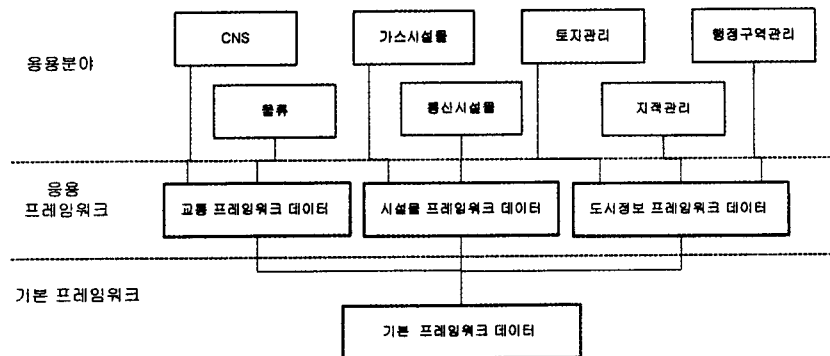 CNS
가스시설물
토지관리
행정구역관리
응용분야
물류
통신시설물
지적관리
응용
프레임워크
교통 프레임워크 데이터
시설물 프레임워크 데이터
도시정보 프레임워크 데이터
기본 프레임워크
기본 프레임워크 데이터